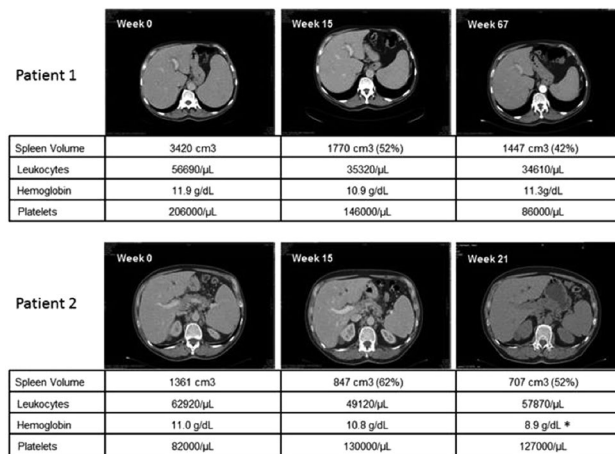 Week 0 Week 15 Week 67
Patient 1
Spleen Volume 3420 cm3 1770 cm3 (52%) 1447 cm3 (42%)
Leukocytes 56690/µL 35320/µL 34610/µL
Hemoglobin 11.9 g/dL 10.9 g/dL 11.3g/dL
Platelets 206000/µL 146000/µL 86000/µL
Week 0 Week 15 Week 21
Patient 2
Spleen Volume 1361 cm3 847 cm3 (62%) 707 cm3 (52%)
Leukocytes 62920/µL 49120/µL 57870/µL
Hemoglobin 11.0 g/dL 10.8 g/dL 8.9 g/dL *
Platelets 82000/µL 130000/µL 127000/µL